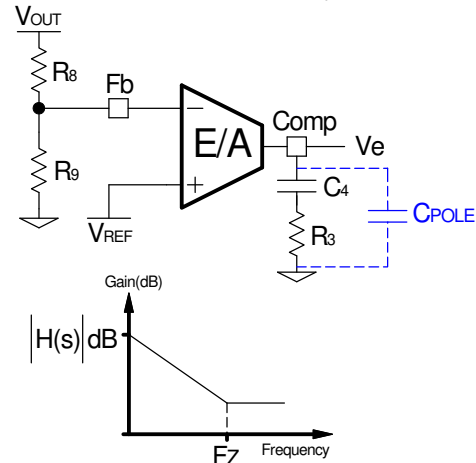 VOUT
R8
Fb
R9
VREF
E/A
−
+
Comp
Ve
C4
R3
CPOLE
Gain(dB)
|H(s)| dB
FZ
Frequency